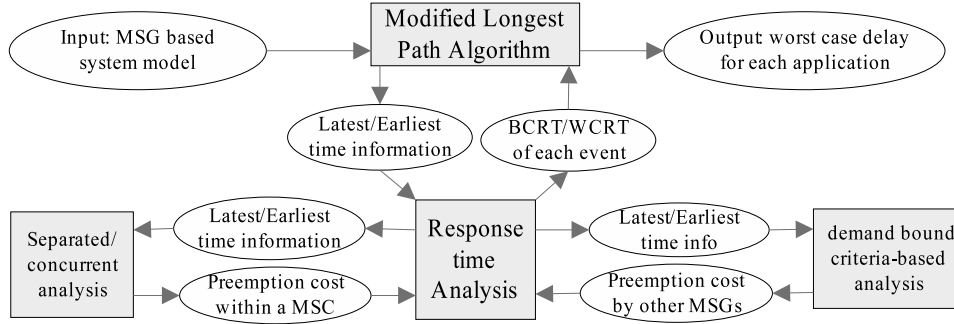 Input: MSG based
system model
Modified Longest
Path Algorithm
Output: worst case delay
for each application
Latest/Earliest
time information
BCRT/WCRT
of each event
Separated/
concurrent
analysis
Latest/Earliest
time information
Preemption cost
within a MSC
Response
time
Analysis
Latest/Earliest
time info
Preemption cost
by other MSGs
demand bound
criteria-based
analysis